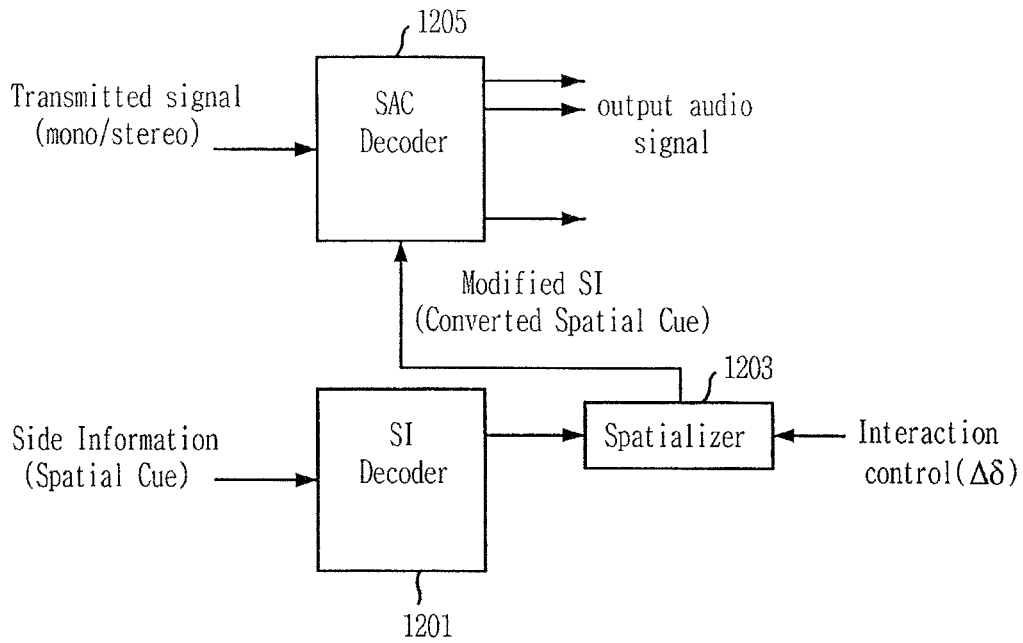 1205
Transmitted signal
(mono/stereo)
SAC
Decoder
output audio
signal
Modified SI
(Converted Spatial Cue)
1203
Side Information
(Spatial Cue)
SI
Decoder
Spatializer
Interaction
control(Δδ)
1201